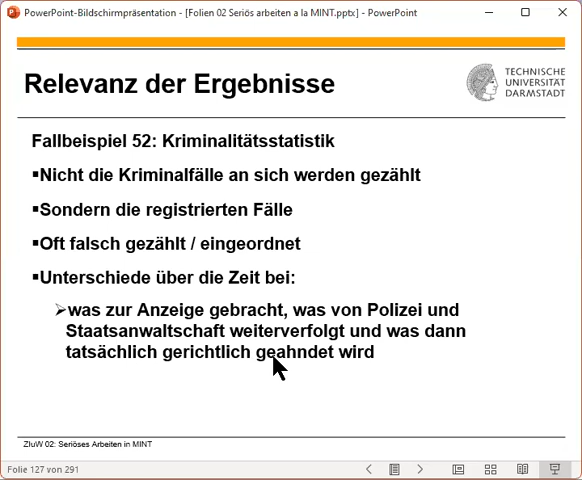 PowerPoint-Bildschirmpräsentation - [Folien 02 Seriös arbeiten a la MINT.pptx] - PowerPoint
Relevanz der Ergebnisse
TECHNISCHE
UNIVERSITÄT
DARMSTADT
Fallbeispiel 52: Kriminalitätsstatistik
▪Nicht die Kriminalfälle an sich werden gezählt
▪Sondern die registrierten Fälle
▪Oft falsch gezählt / eingeordnet
▪Unterschiede über die Zeit bei:
➢was zur Anzeige gebracht, was von Polizei und
Staatsanwaltschaft weiterverfolgt und was dann
tatsächlich gerichtlich geahndet wird
ZIuW 02: Seriöses Arbeiten in MINT
Folie 127 von 291